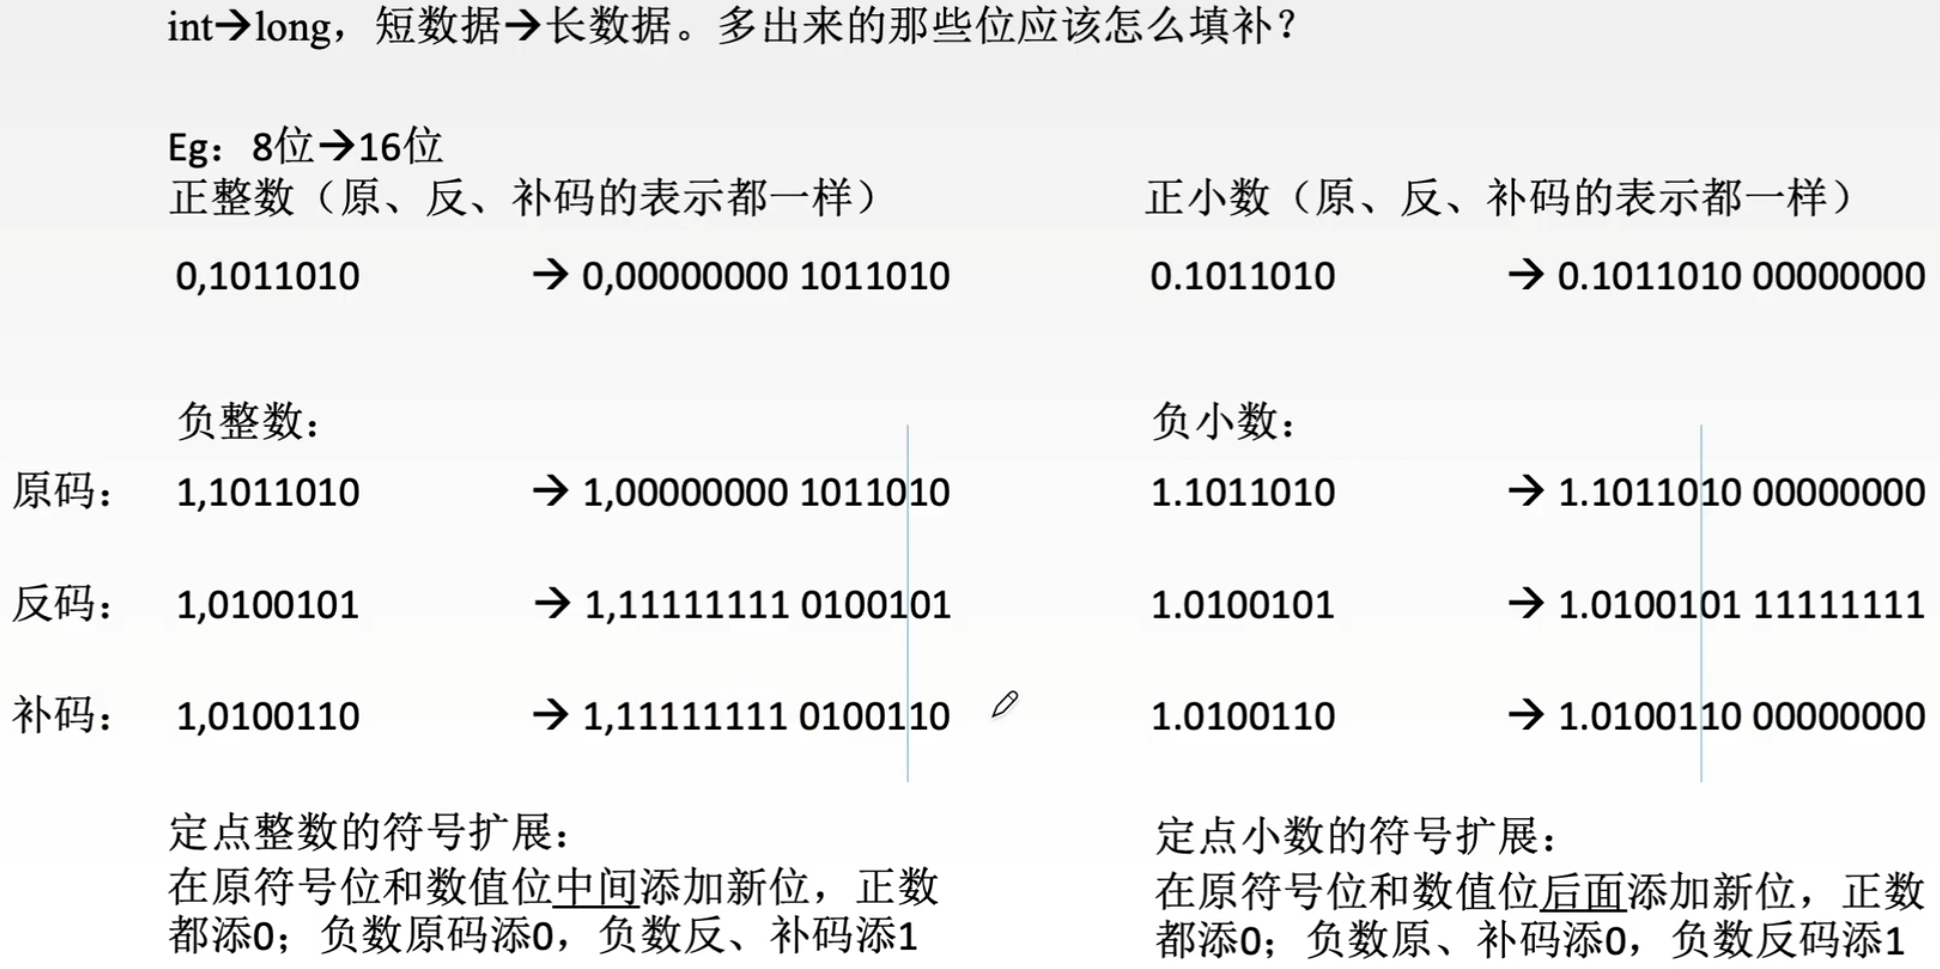 int→long，短数据→长数据。多出来的那些位应该怎么填补？
Eg：8位→16位
正整数（原、反、补码的表示都一样）
正小数（原、反、补码的表示都一样）
0,1011010 → 0,00000000 1011010
0.1011010 → 0.1011010 00000000
负整数：
负小数：
原码： 1,1011010 → 1,00000000 1011010
1.1011010 → 1.1011010 00000000
反码： 1,0100101 → 1,11111111 0100101
1.0100101 → 1.0100101 11111111
补码： 1,0100110 → 1,11111111 0100110
1.0100110 → 1.0100110 00000000
定点整数的符号扩展：
在原符号位和数值位中间添加新位，正数
都添0；负数原码添0，负数反、补码添1
定点小数的符号扩展：
在原符号位和数值位后面添加新位，正数
都添0；负数原、补码添0，负数反码添1